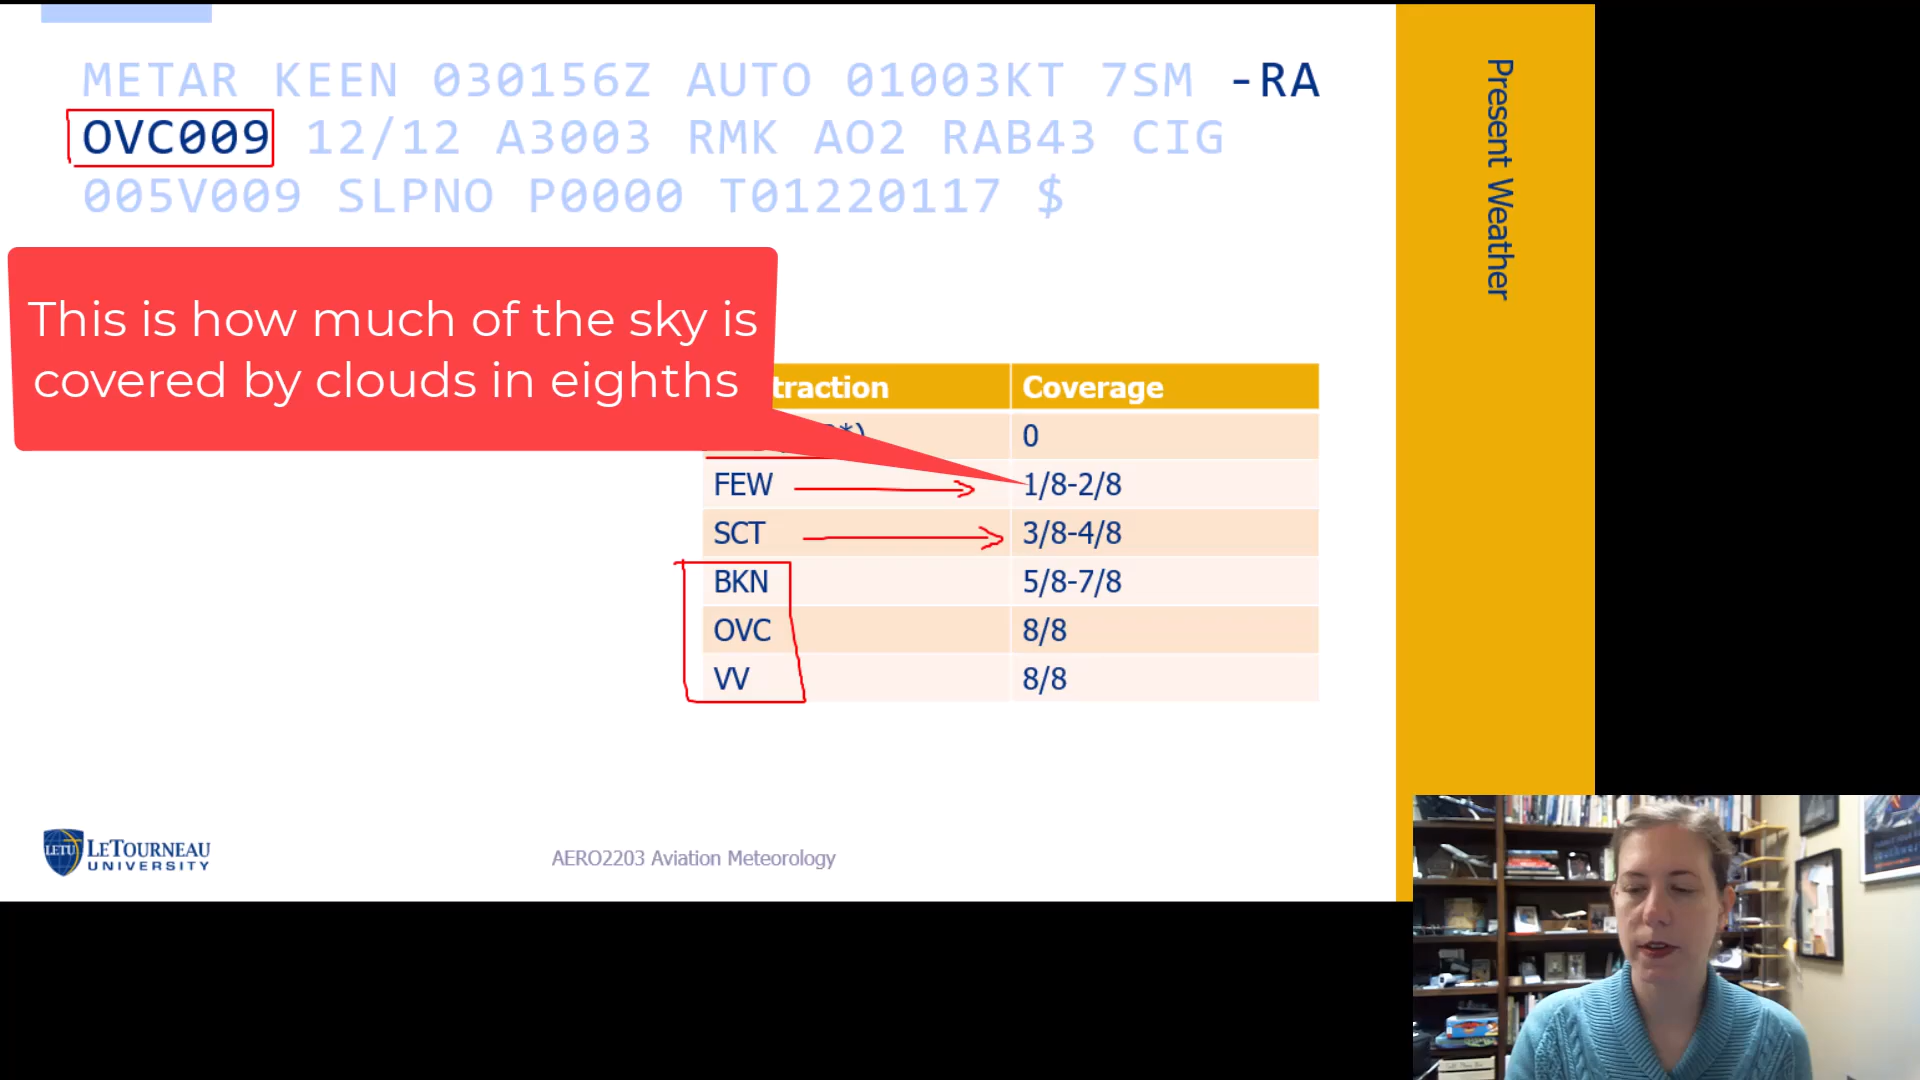 METAR KEEN 030156Z AUTO 01003KT 7SM -RA
OVC009 12/12 A3003 RMK AO2 RAB43 CIG
005V009 SLPNO P0000 T01220117 $
Present Weather
This is how much of the sky is
covered by clouds in eighths
traction Coverage
*) 0
FEW 1/8-2/8
SCT 3/8-4/8
BKN 5/8-7/8
OVC 8/8
VV 8/8
LETU
LETOURNEAU
UNIVERSITY
AERO2203 Aviation Meteorology